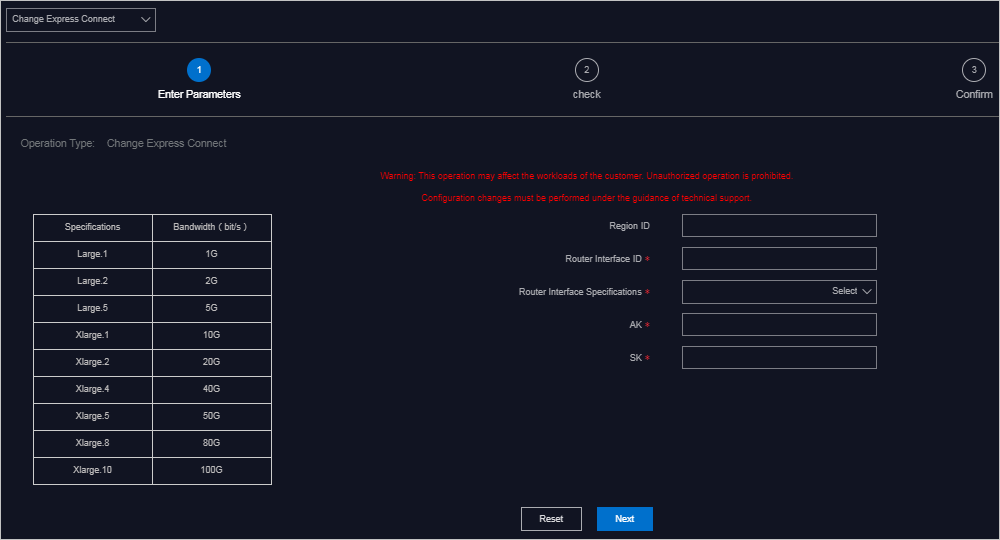 Change Express Connect
1
2
3
Enter Parameters
check
Confirm
Operation Type: Change Express Connect
Warning: This operation may affect the workloads of the customer. Unauthorized operation is prohibited.
Configuration changes must be performed under the guidance of technical support.
Specifications Bandwidth ( bit/s )
Large.1 1G
Large.2 2G
Large.5 5G
Xlarge.1 10G
Xlarge.2 20G
Xlarge.4 40G
Xlarge.5 50G
Xlarge.8 80G
Xlarge.10 100G
Region ID
Router Interface ID *
Router Interface Specifications * Select
AK *
SK *
Reset Next